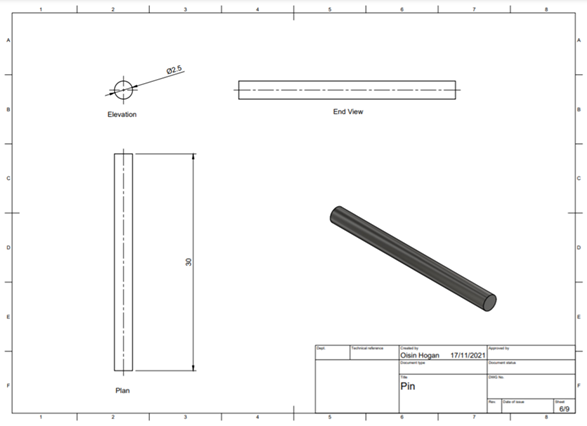 1 2 3 4 5 6 7 8
A A
Ø2.5
B B
Elevation
End View
C C
D D
30
E E
Dept. Technical reference Created by Approved by
Oisin Hogan 17/11/2021
Document type Document status
F F
Title DWG No.
Pin
Plan
Rev. Date of issue Sheet
6/9
1 2 3 4 5 6 7 8